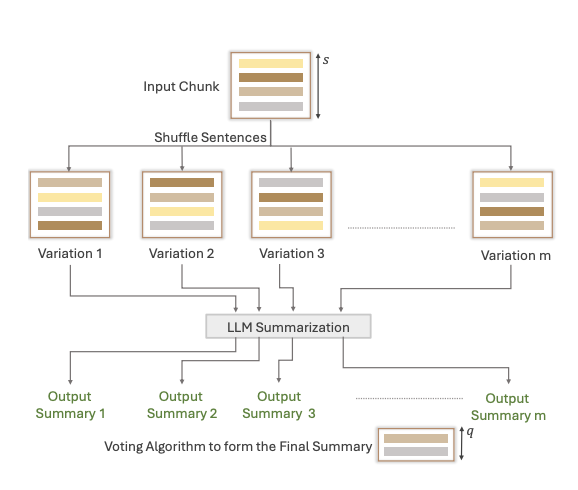 s
Input Chunk
Shuffle Sentences
Variation 1 Variation 2 Variation 3 Variation m
LLM Summarization
Output Output Output Output
Summary 1 Summary 2 Summary 3 Summary m
q
Voting Algorithm to form the Final Summary